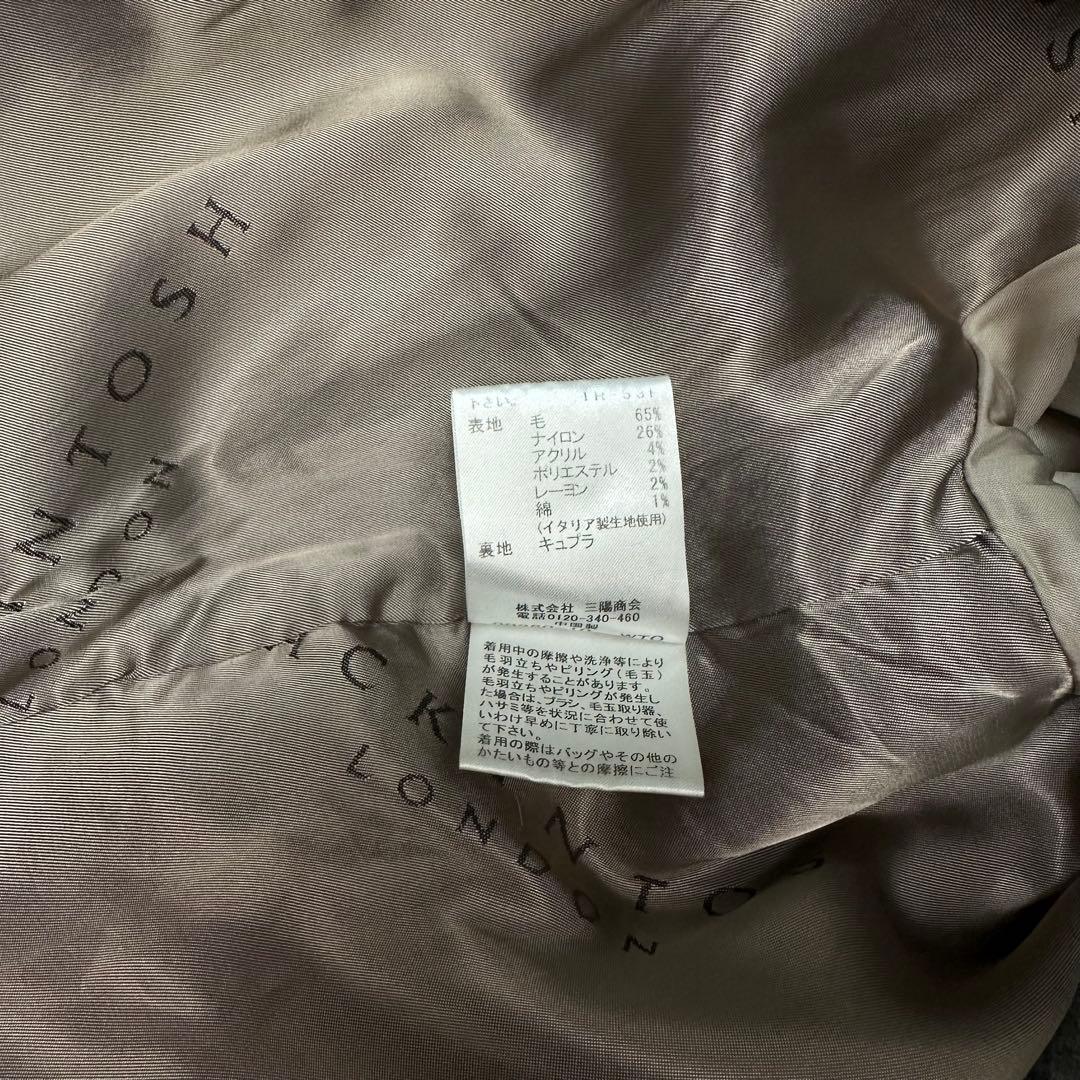 下さい。
表地 毛 65%
ナイロン 26%
アクリル 4%
ポリエステル 2%
レーヨン 2%
綿 1%
(イタリア製生地使用)
裏地 キュプラ
株式会社 三陽商会
電話0120-340-460
中国製
着用中の摩擦や洗浄等により
毛羽立ちやピリング(毛玉)
が発生することがあります。
毛羽立ちやピリングが発生し
た場合は、ブラシ、毛玉取り器、
ハサミ等を状況に合わせて使
いわけ早めに丁寧に取り除い
て下さい。
着用の際はバッグやその他の
かたいもの等との摩擦にご注
NTOSH
LONDON
ACKINTO
LONDON